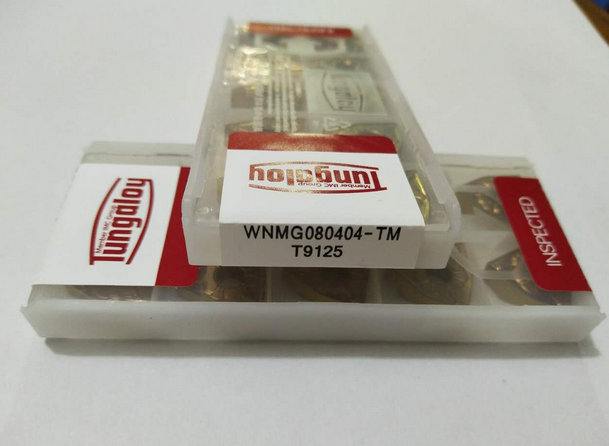 Tungaloy
Member IMC Group
WNMG080404-TM
T9125
Tungaloy
Member IMC Group
INSPECTED